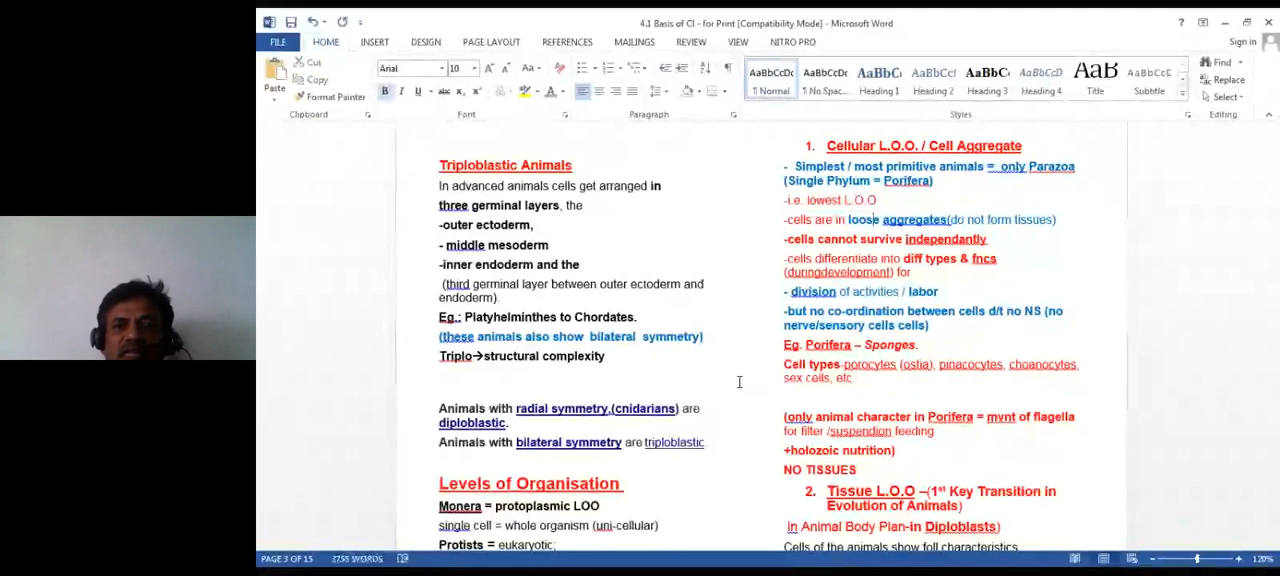 4.1 Basis of Cl - for Print [Compatibility Mode] - Microsoft Word
FILE HOME INSERT DESIGN PAGE LAYOUT REFERENCES MAILINGS REVIEW VIEW NITRO PRO
Sign in
Paste
Cut
Copy
Format Painter
Clipboard
Arial 10
Font
Paragraph
AaBbCcDc AaBbCcDc AaBbC AaBbCc AaBbC AaBbCcD AaB AaBbCcD
¶ Normal ¶ No Spac... Heading 1 Heading 2 Heading 3 Heading 4 Title Subtitle
Styles
Find
Replace
Select
Editing
Triploblastic Animals
In advanced animals cells get arranged in
three germinal layers, the
-outer ectoderm,
- middle mesoderm
-inner endoderm and the
(third germinal layer between outer ectoderm and
endoderm).
Eg.: Platyhelminthes to Chordates.
(these animals also show bilateral symmetry)
Triplo→structural complexity
Animals with radial symmetry,(cnidarians) are
diploblastic.
Animals with bilateral symmetry are triploblastic.
Levels of Organisation
Monera = protoplasmic LOO
single cell = whole organism (uni-cellular)
Protists = eukaryotic;
1. Cellular L.O.O. / Cell Aggregate
- Simplest / most primitive animals = only Parazoa
(Single Phylum = Porifera)
-i.e. lowest L.O.O
-cells are in loose aggregates(do not form tissues)
-cells cannot survive independantly
-cells differentiate into diff types & fncs
(duringdevelopment) for
- division of activities / labor
-but no co-ordination between cells d/t no NS (no
nerve/sensory cells cells)
Eg. Porifera – Sponges.
Cell types-porocytes (ostia), pinacocytes, choanocytes,
sex cells, etc
(only animal character in Porifera = mvnt of flagella
for filter /suspension feeding
+holozoic nutrition)
NO TISSUES
2. Tissue L.O.O –(1st Key Transition in
Evolution of Animals)
in Animal Body Plan-in Diploblasts)
Cells of the animals show foll characteristics
PAGE 3 OF 15 2755 WORDS
120%